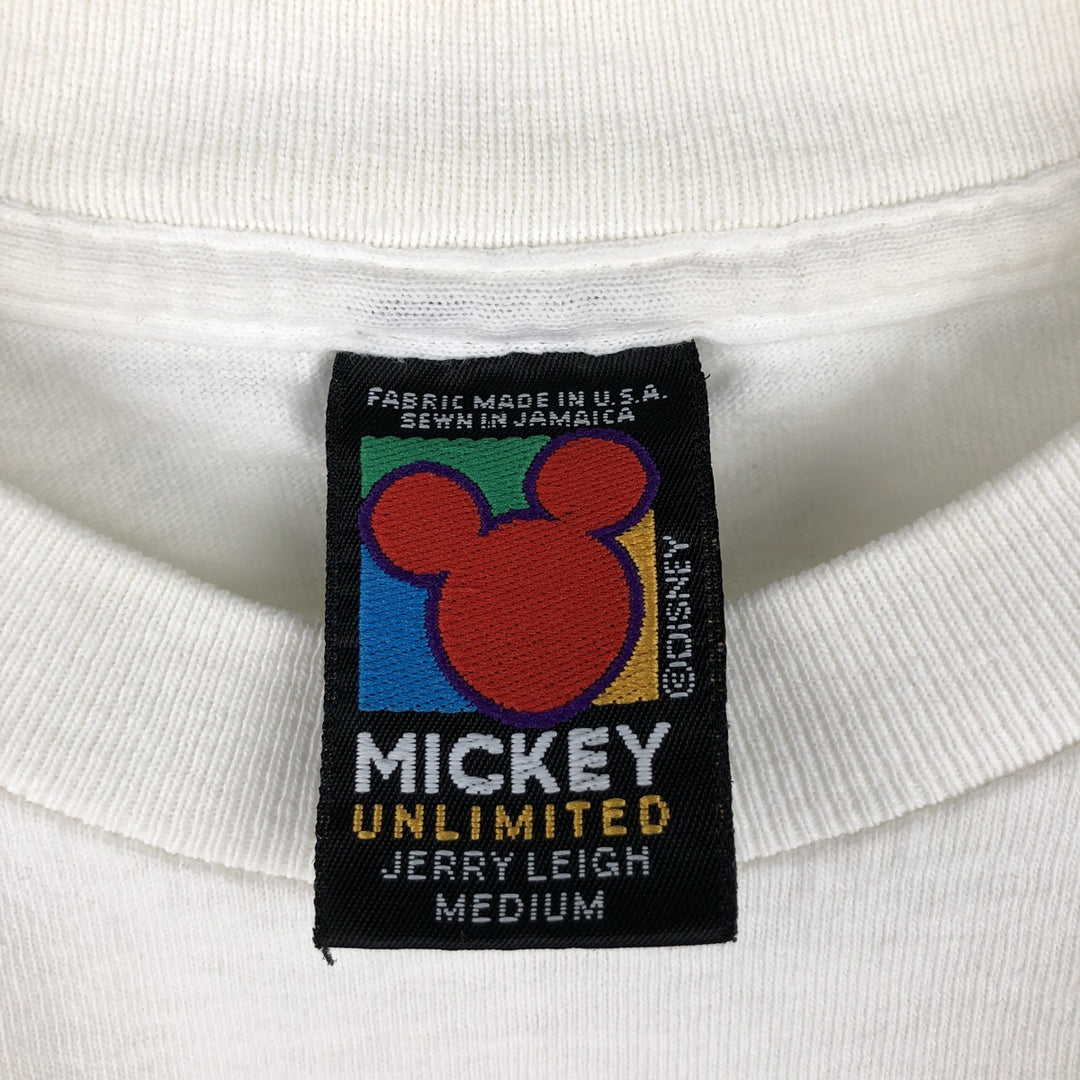 FABRIC MADE IN U.S.A.
SEWN IN JAMAICA
©DISNEY
MICKEY
UNLIMITED
JERRY LEIGH
MEDIUM